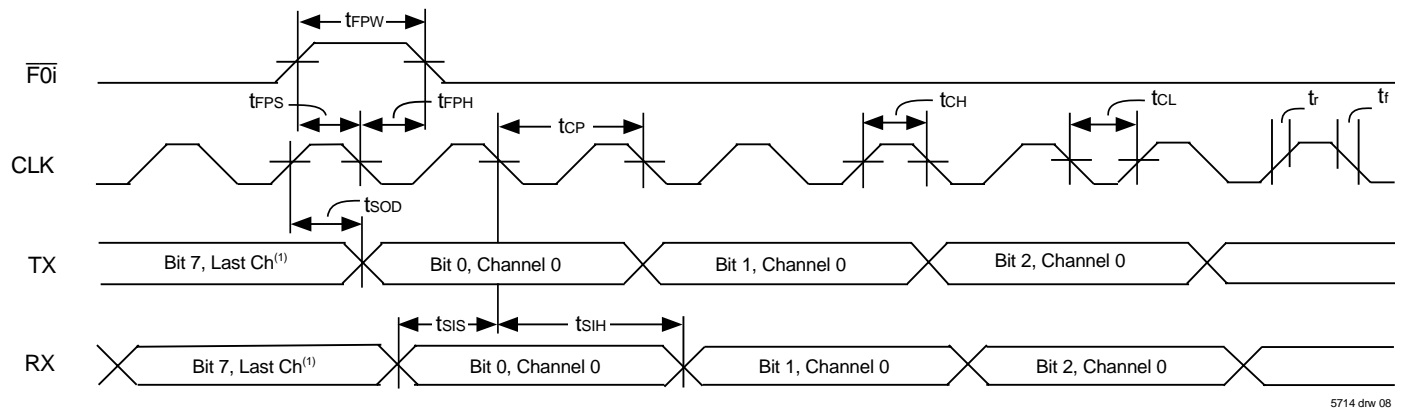 tFPW
F0i
tFPS
tFPH
tCP
tCH
tCL
tr
tf
CLK
tSOD
TX
Bit 7, Last Ch(1)
Bit 0, Channel 0
Bit 1, Channel 0
Bit 2, Channel 0
tSIS
tSIH
RX
Bit 7, Last Ch(1)
Bit 0, Channel 0
Bit 1, Channel 0
Bit 2, Channel 0
5714 drw 08